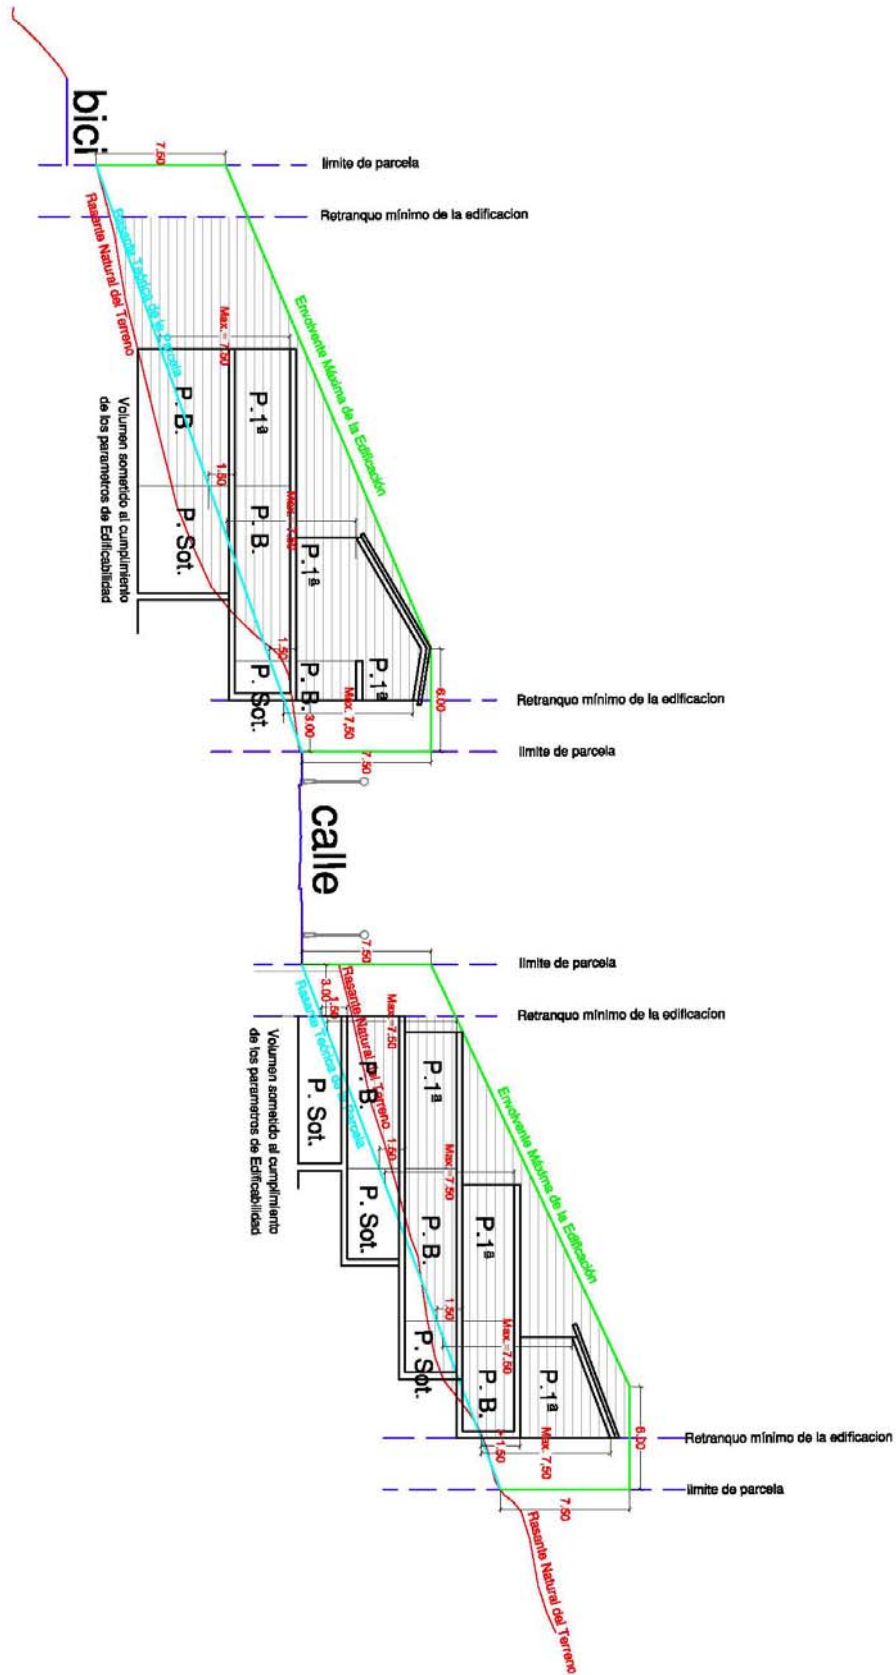 bici
7.50
limite de parcela
Retranquo mínimo de la edificacion
Rasante Natural del Terreno
Rasante Teórica de la Parcela
Envolvente Máxima de la Edificación
Max.= 7.50
P. B.
P.1ª
Volumen sometido al cumplimiento
de los parametros de Edificabilidad
1.50
Max.= 7.50
P. Sot.
P. B.
P.1ª
1.50
P. Sot.
P. B.
P.1ª
Max. 7,50
6.00
3.00
Retranquo mínimo de la edificacion
limite de parcela
7.50
calle
7.50
limite de parcela
Retranquo mínimo de la edificacion
3.00
1.50
Rasante Teórica de la Parcela
Rasante Natural del Terreno
Max.=7.50
Envolvente Máxima de la Edificación
Volumen sometido al cumplimiento
de los parametros de Edificabilidad
P. Sot.
P. B.
P.1ª
1.50
Max.=7.50
P. Sot.
P. B.
P.1ª
1.50
Max.=7.50
P. Sot.
P. B.
P.1ª
1.50
Max. 7,50
6.00
Retranquo mínimo de la edificacion
limite de parcela
7.50
Rasante Natural del Terreno